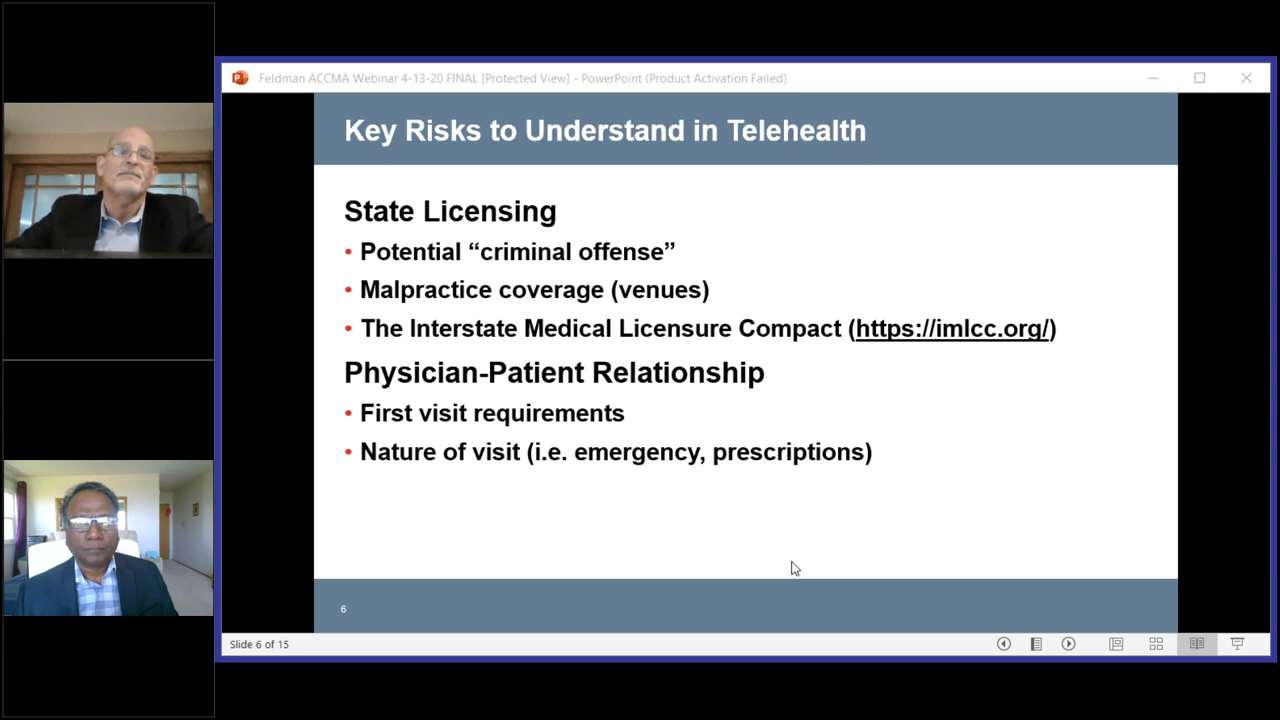 Feldman ACCMA Webinar 4-13-20 FINAL [Protected View] - PowerPoint (Product Activation Failed)
Key Risks to Understand in Telehealth
State Licensing
• Potential “criminal offense”
• Malpractice coverage (venues)
• The Interstate Medical Licensure Compact (https://imlcc.org/)
Physician-Patient Relationship
• First visit requirements
• Nature of visit (i.e. emergency, prescriptions)
6
Slide 6 of 15